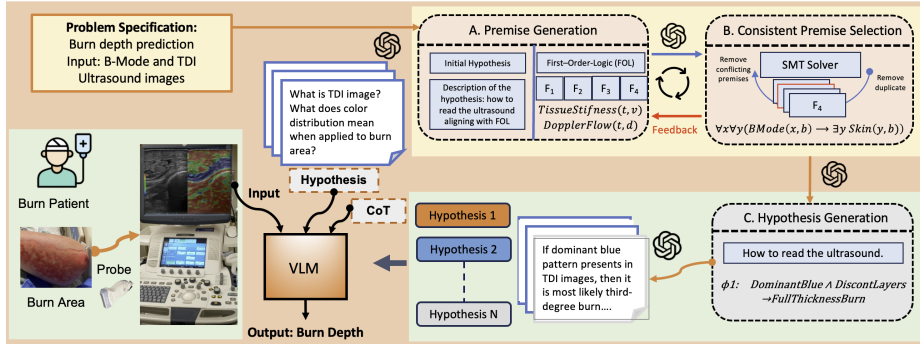 Problem Specification:
Burn depth prediction
Input: B-Mode and TDI
Ultrasound images
What is TDI image?
What does color
distribution mean
when applied to burn
area?
A. Premise Generation
Initial Hypothesis
Description of the
hypothesis: how to
read the ultrasound
aligning with FOL
First–Order-Logic (FOL)
F1 F2 F3 F4
TissueStifness(t, v)
DopplerFlow(t, d)
Feedback
B. Consistent Premise Selection
SMT Solver
Remove
conflicting
premises
Remove
duplicate
F4
∀x∀y(BMode(x, b) → ∃y Skin(y, b))
Burn Patient
Burn Area
Probe
Input
Hypothesis
CoT
VLM
Output: Burn Depth
Hypothesis 1
Hypothesis 2
Hypothesis N
If dominant blue
pattern presents in
TDI images, then it
is most likely third-
degree burn....
C. Hypothesis Generation
How to read the ultrasound.
ϕ1: DominantBlue ∧ DiscontLayers
→FullThicknessBurn